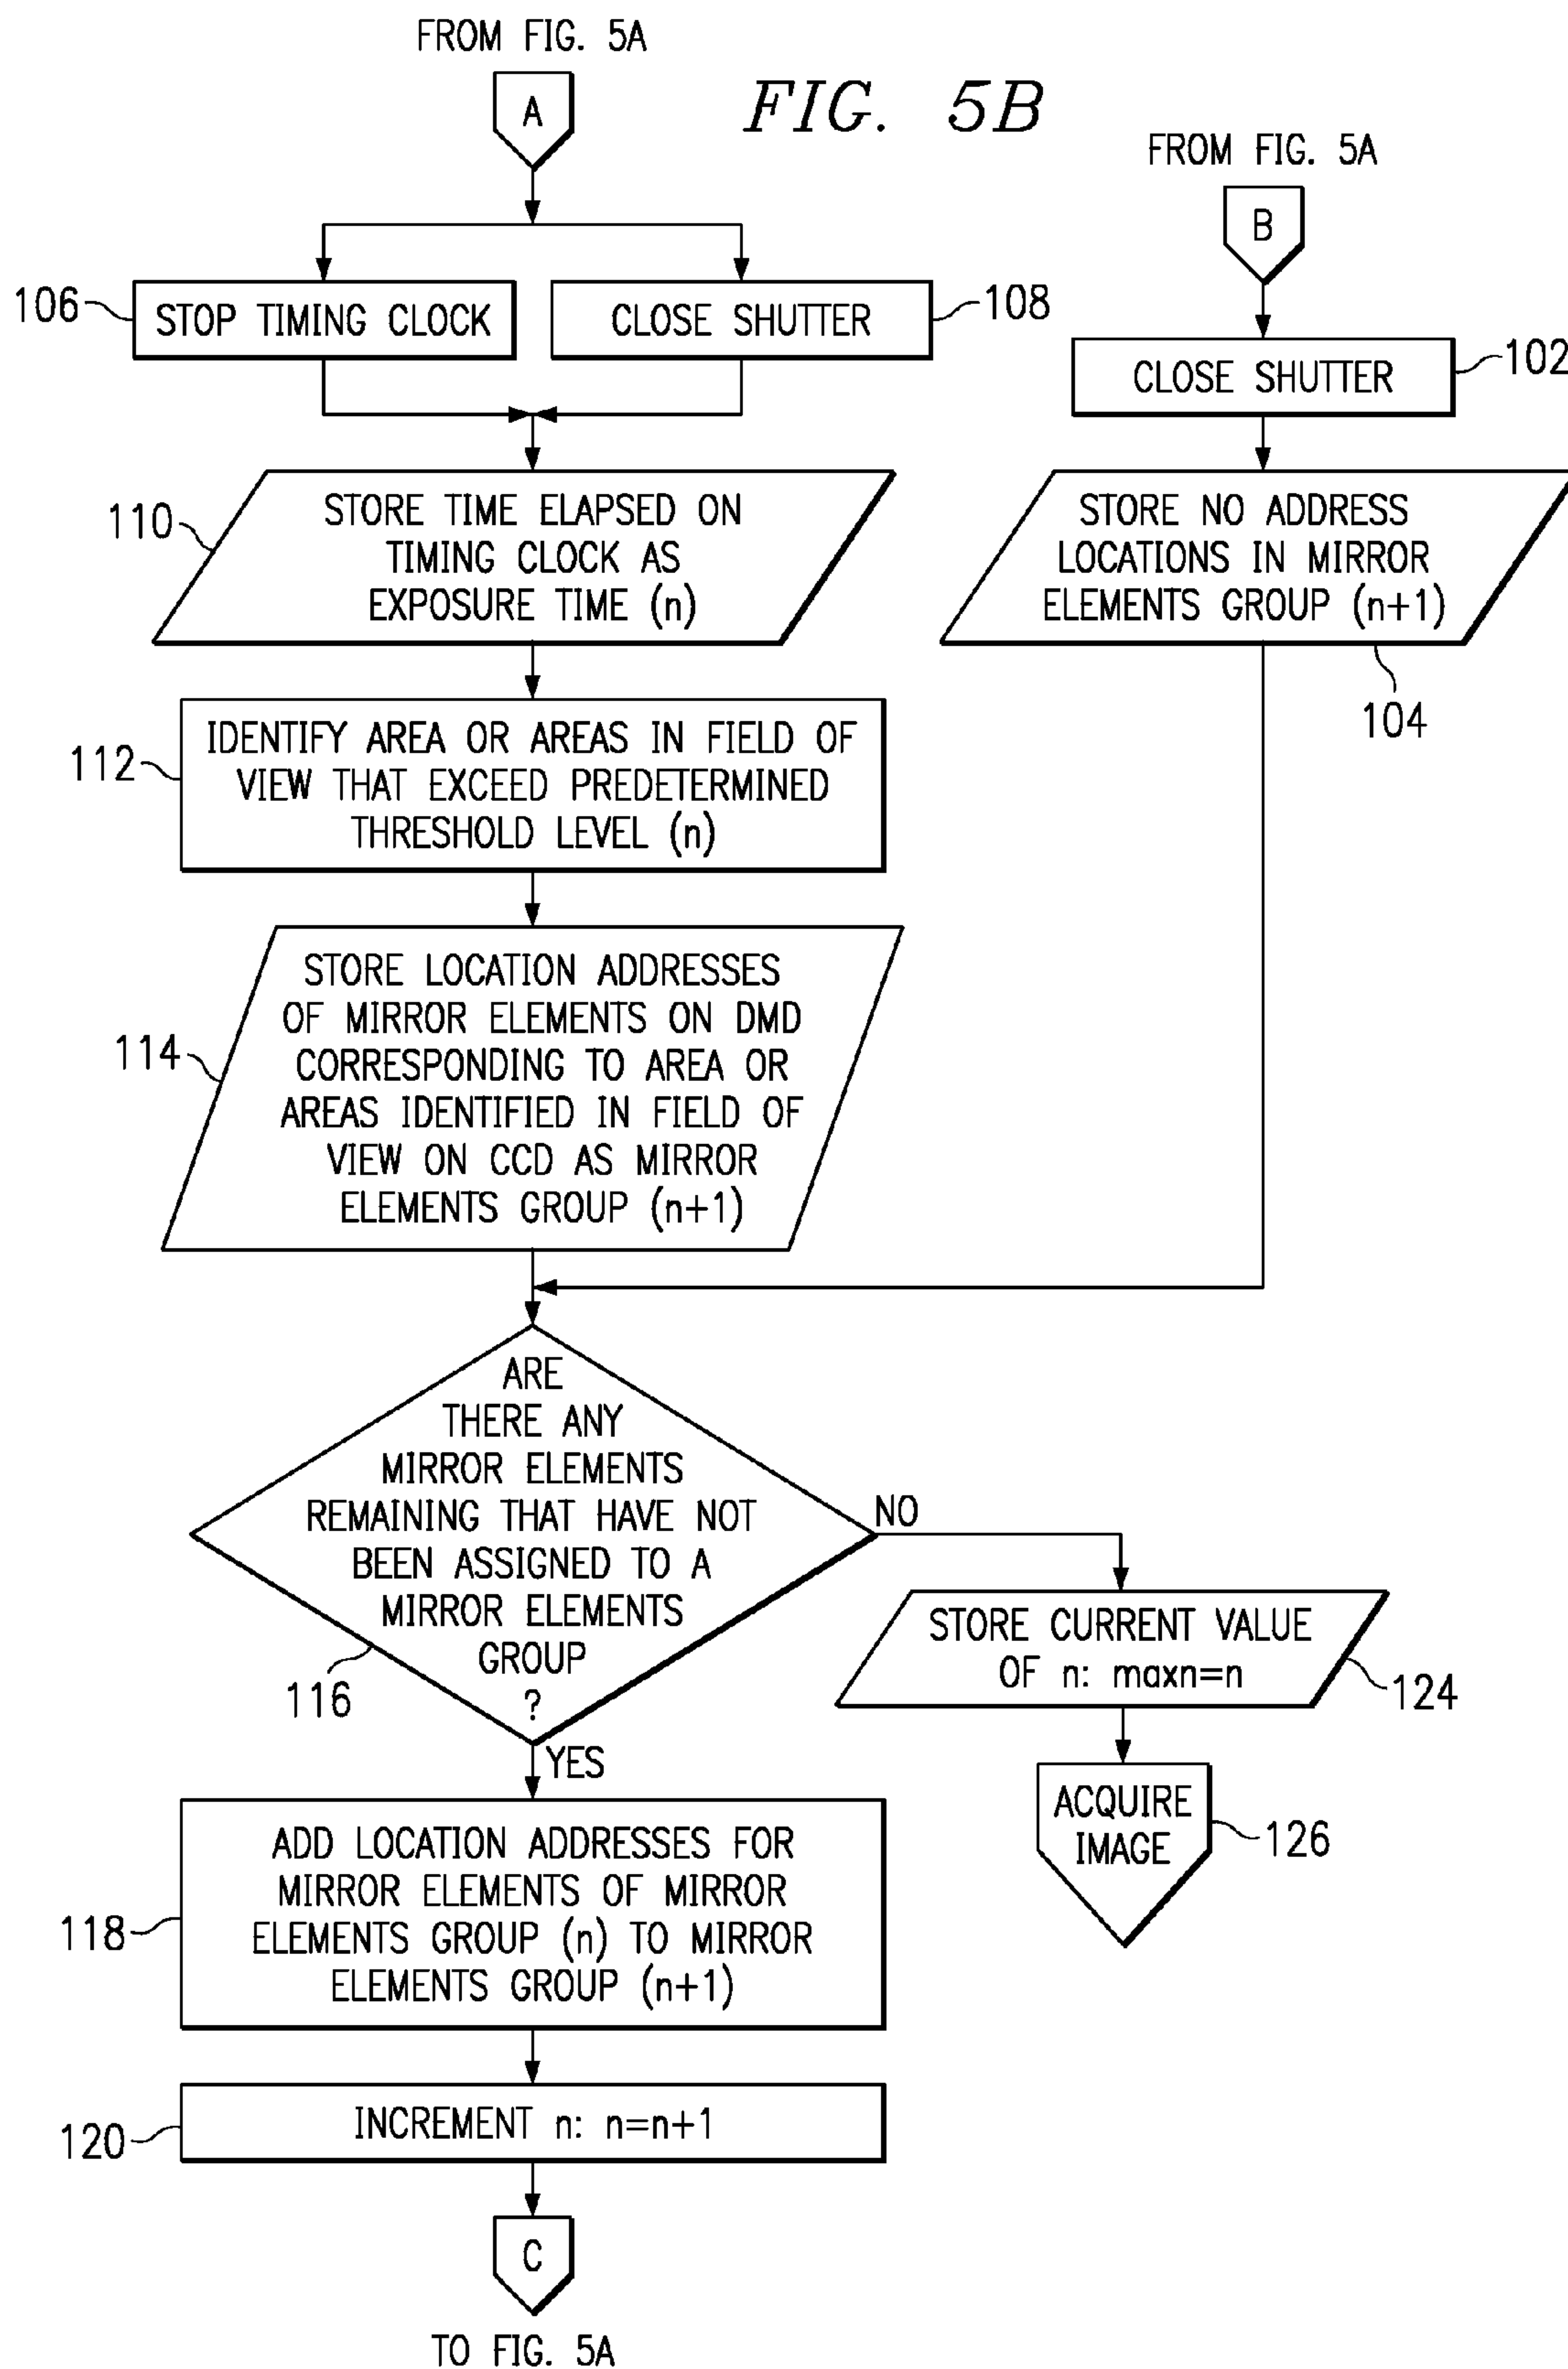 FROM FIG. 5A
A
FIG. 5B
FROM FIG. 5A
B
106
STOP TIMING CLOCK
CLOSE SHUTTER
108
CLOSE SHUTTER
102
110
STORE TIME ELAPSED ON
TIMING CLOCK AS
EXPOSURE TIME (n)
STORE NO ADDRESS
LOCATIONS IN MIRROR
ELEMENTS GROUP (n+1)
104
112
IDENTIFY AREA OR AREAS IN FIELD OF
VIEW THAT EXCEED PREDETERMINED
THRESHOLD LEVEL (n)
114
STORE LOCATION ADDRESSES
OF MIRROR ELEMENTS ON DMD
CORRESPONDING TO AREA OR
AREAS IDENTIFIED IN FIELD OF
VIEW ON CCD AS MIRROR
ELEMENTS GROUP (n+1)
ARE
THERE ANY
MIRROR ELEMENTS
REMAINING THAT HAVE NOT
BEEN ASSIGNED TO A
MIRROR ELEMENTS
GROUP
?
116
NO
YES
STORE CURRENT VALUE
OF n: maxn=n
124
ACQUIRE
IMAGE
126
118
ADD LOCATION ADDRESSES FOR
MIRROR ELEMENTS OF MIRROR
ELEMENTS GROUP (n) TO MIRROR
ELEMENTS GROUP (n+1)
120
INCREMENT n: n=n+1
C
TO FIG. 5A